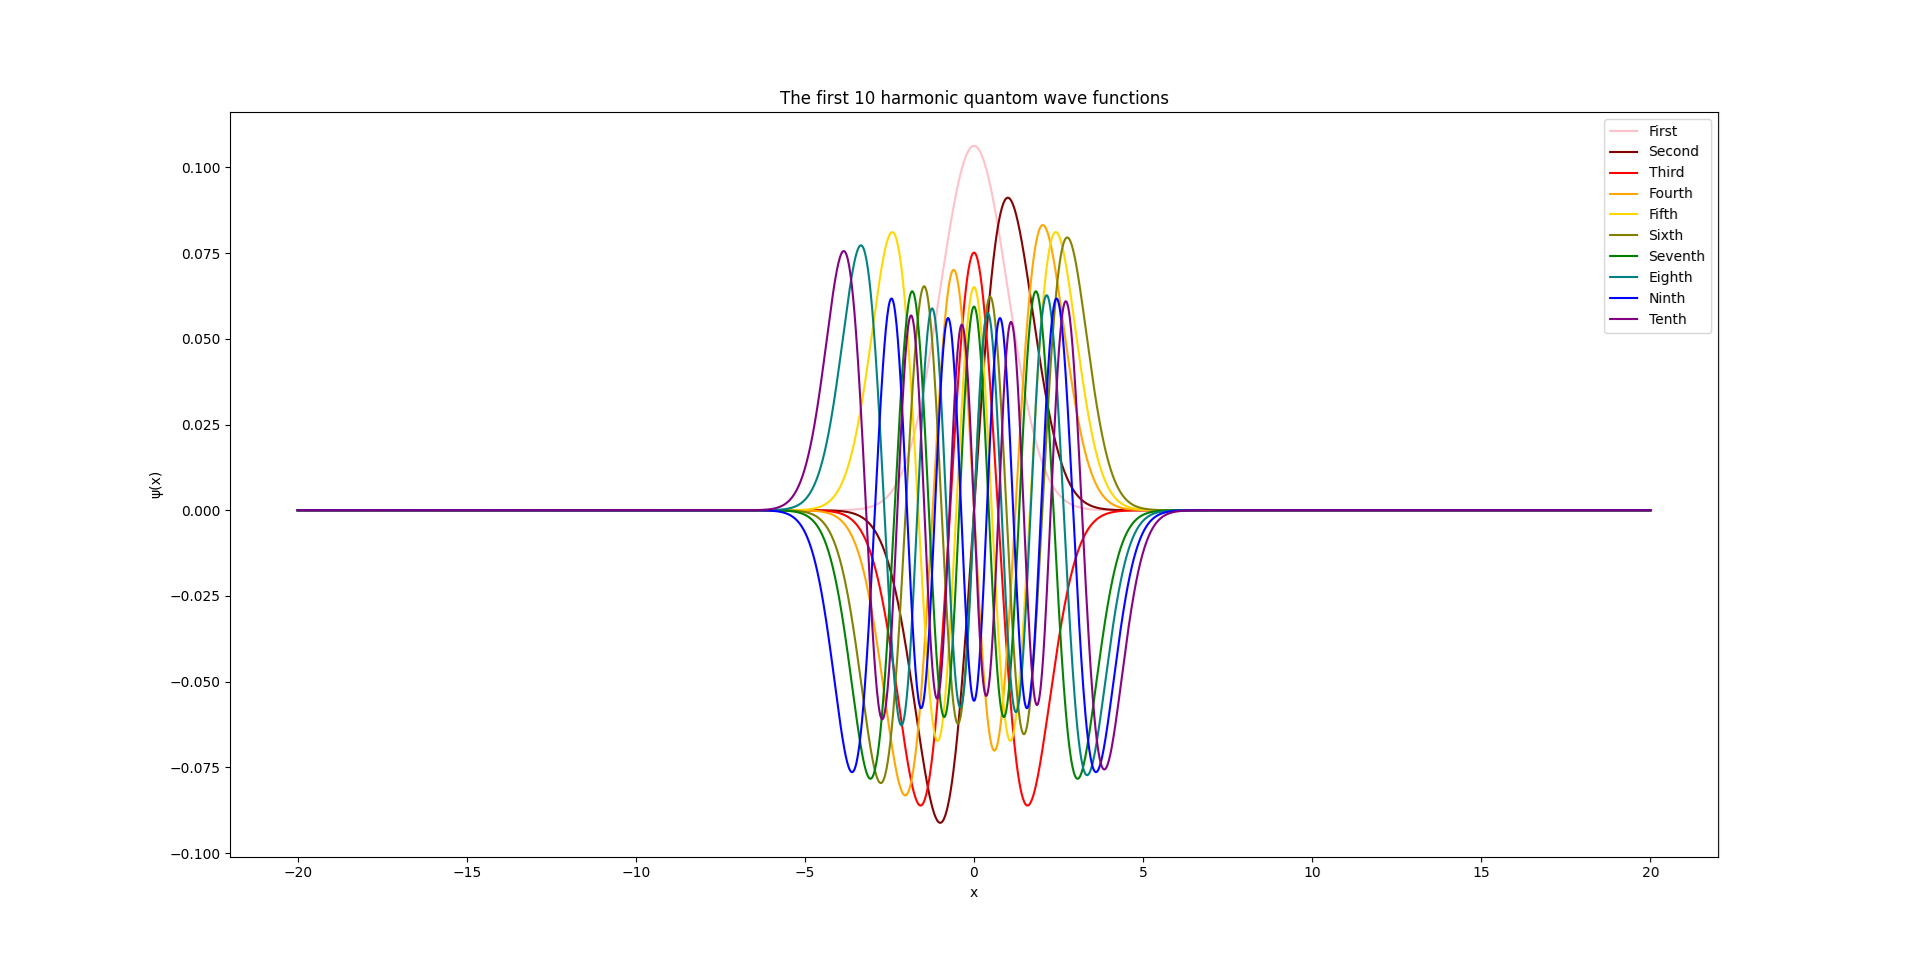 The first 10 harmonic quantom wave functions
First
Second
Third
Fourth
Fifth
Sixth
Seventh
Eighth
Ninth
Tenth
0.100
0.075
0.050
0.025
0.000
−0.025
−0.050
−0.075
−0.100
ψ(x)
−20 −15 −10 −5 0 5 10 15 20
x